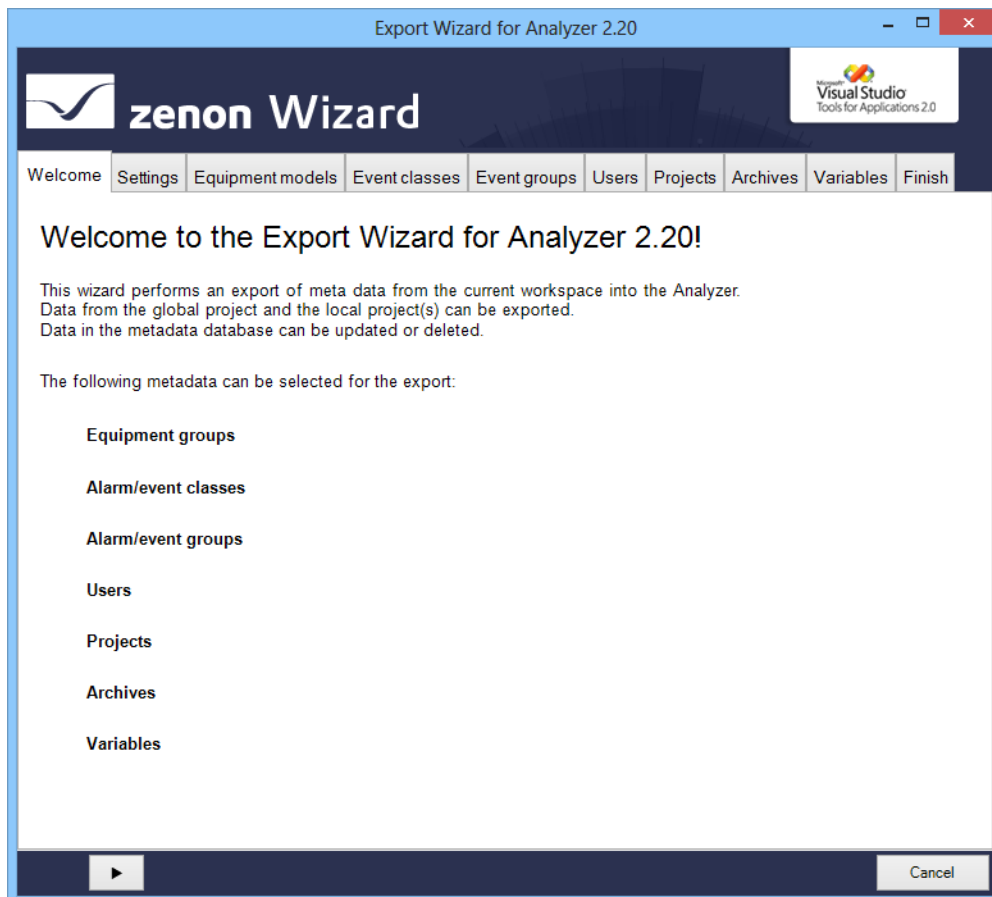 Export Wizard for Analyzer 2.20
zenon Wizard
Microsoft
Visual Studio
Tools for Applications 2.0
Welcome Settings Equipment models Event classes Event groups Users Projects Archives Variables Finish
Welcome to the Export Wizard for Analyzer 2.20!
This wizard performs an export of meta data from the current workspace into the Analyzer.
Data from the global project and the local project(s) can be exported.
Data in the metadata database can be updated or deleted.
The following metadata can be selected for the export:
Equipment groups
Alarm/event classes
Alarm/event groups
Users
Projects
Archives
Variables
Cancel